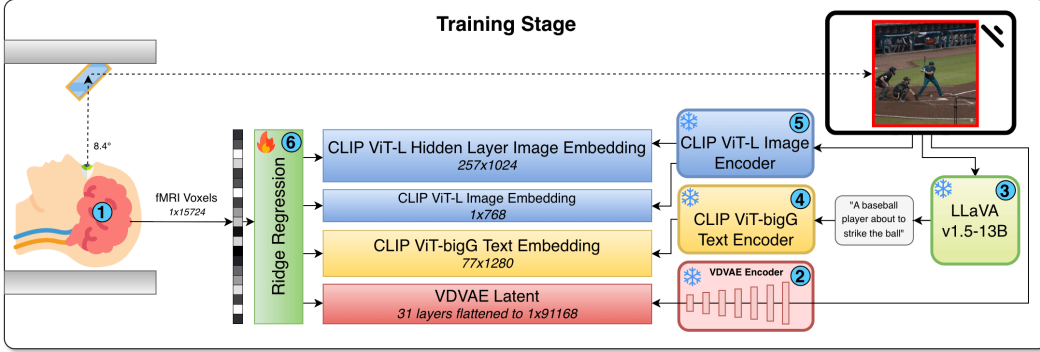 Training Stage
8.4°
1
fMRI Voxels
1x15724
6
Ridge Regression
CLIP ViT-L Hidden Layer Image Embedding
257x1024
CLIP ViT-L Image Embedding
1x768
CLIP ViT-bigG Text Embedding
77x1280
VDVAE Latent
31 layers flattened to 1x91168
5
CLIP ViT-L Image
Encoder
4
CLIP ViT-bigG
Text Encoder
VDVAE Encoder
2
"A baseball
player about to
strike the ball"
3
LLaVA
v1.5-13B